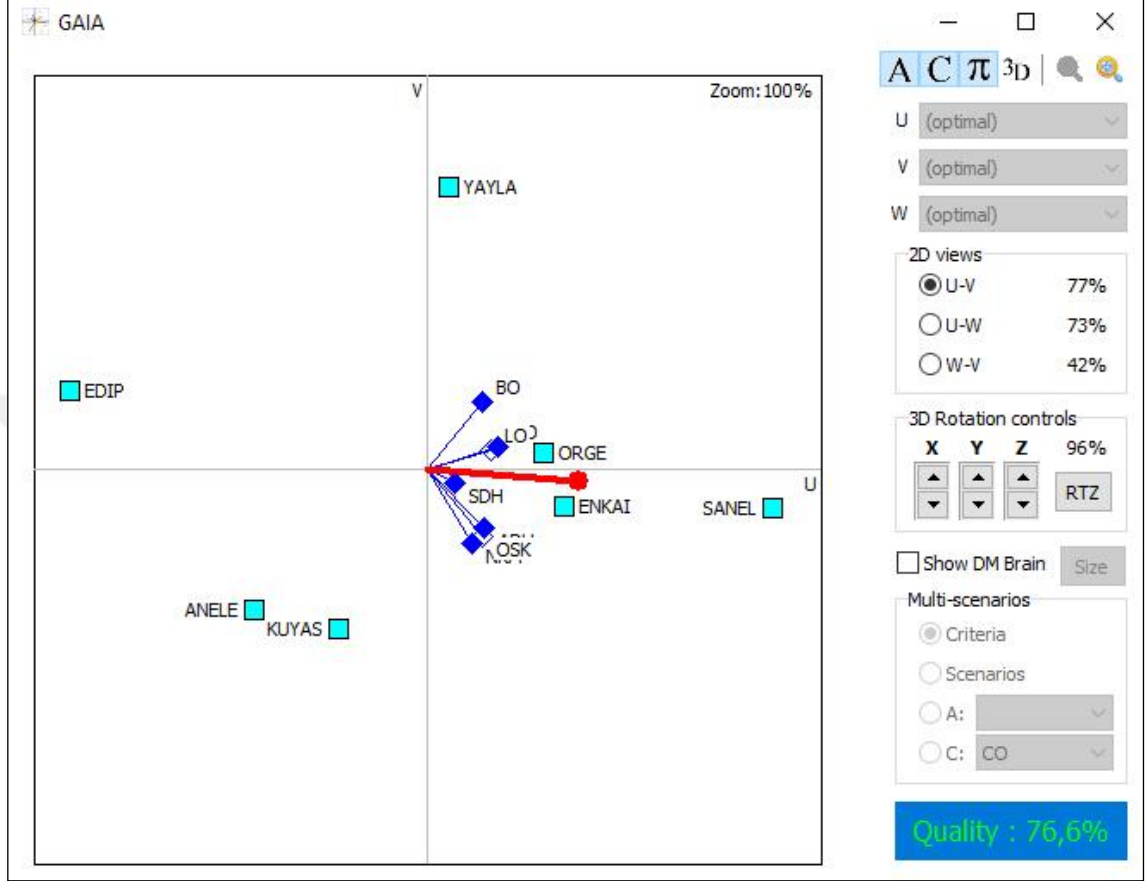 GAIA
A C π 3D
V
Zoom: 100%
U (optimal)
V (optimal)
W (optimal)
YAYLA
2D views
U-V 77%
U-W 73%
W-V 42%
EDIP
BO
LO
ORGE
3D Rotation controls
X Y Z 96%
RTZ
U
SDH
ENKAI
SANEL
OSK
Show DM Brain Size
Multi-scenarios
Criteria
Scenarios
A:
C: CO
ANELE
KUYAS
Quality : 76,6%